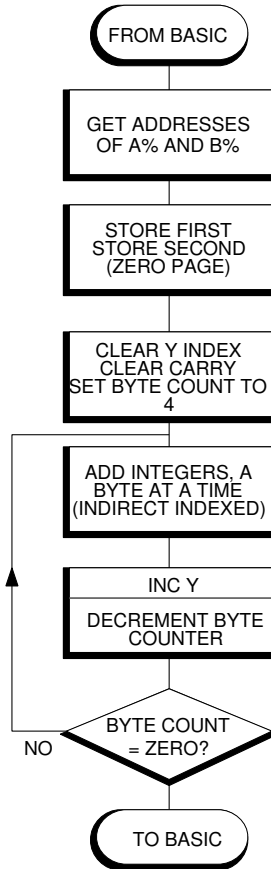 FROM BASIC
GET ADDRESSES
OF A% AND B%
STORE FIRST
STORE SECOND
(ZERO PAGE)
CLEAR Y INDEX
CLEAR CARRY
SET BYTE COUNT TO
4
ADD INTEGERS, A
BYTE AT A TIME
(INDIRECT INDEXED)
INC Y
DECREMENT BYTE
COUNTER
BYTE COUNT
= ZERO?
NO
TO BASIC